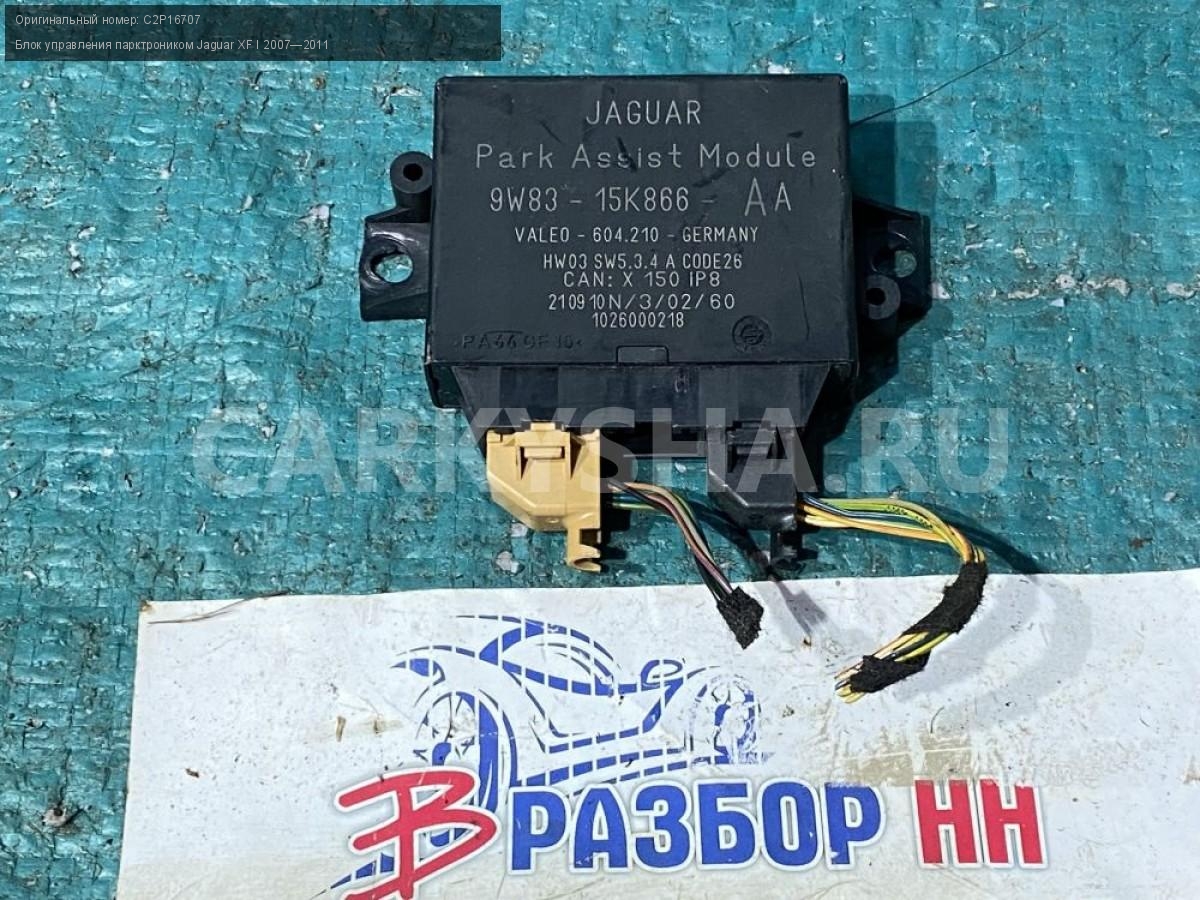 Оригинальный номер: C2P16707
Блок управления парктроником Jaguar XF I 2007—2011
JAGUAR
Park Assist Module
9W83 - 15K866 - AA
VALEO - 604.210 - GERMANY
HW03 SW5.3.4 A CODE26
CAN: X 150 IP8
210910N/3/02/60
1026000218
CARKYSHA.RU
В РАЗБОР НН